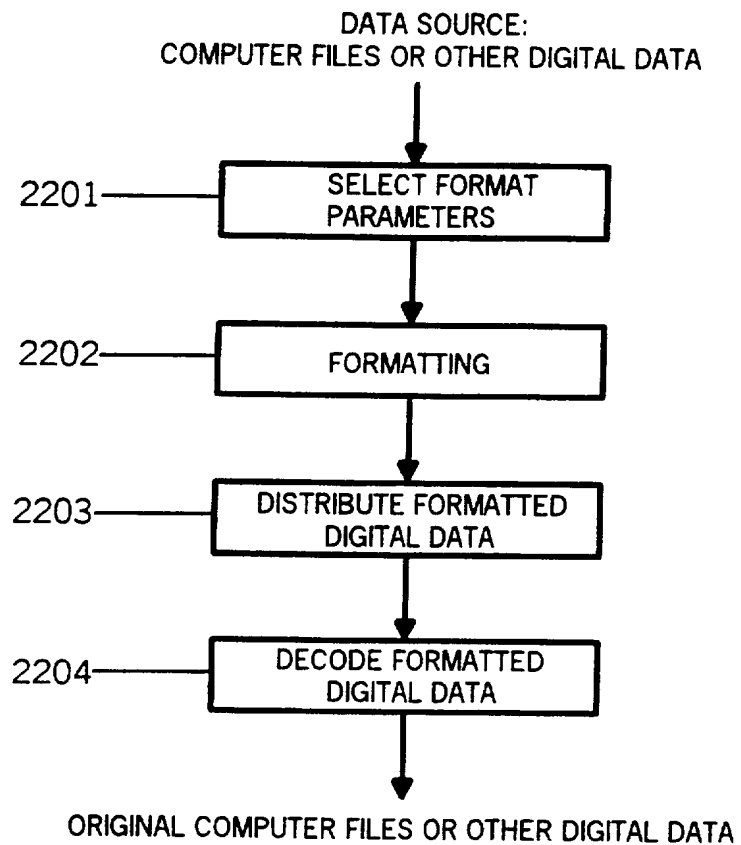 DATA SOURCE:
COMPUTER FILES OR OTHER DIGITAL DATA
2201
SELECT FORMAT
PARAMETERS
2202
FORMATTING
2203
DISTRIBUTE FORMATTED
DIGITAL DATA
2204
DECODE FORMATTED
DIGITAL DATA
ORIGINAL COMPUTER FILES OR OTHER DIGITAL DATA